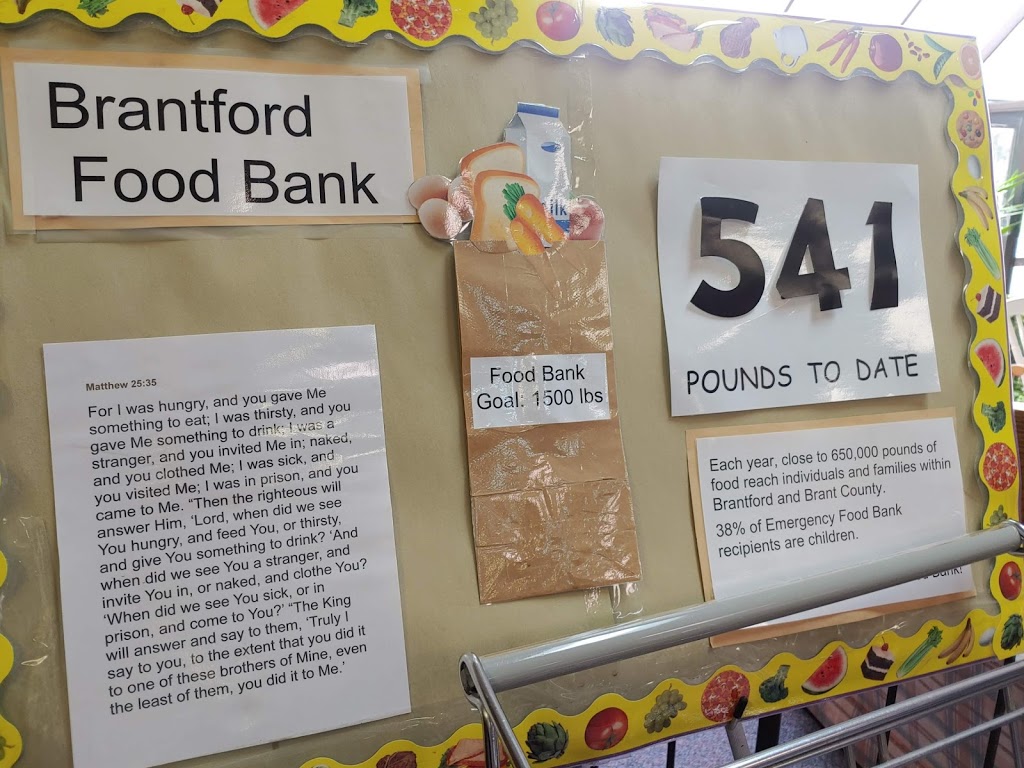 Brantford
Food Bank
ilk
541
POUNDS TO DATE
Food Bank
Goal: 1500 lbs
Matthew 25:35
For I was hungry, and you gave Me
something to eat; I was thirsty, and you
gave Me something to drink; I was a
stranger, and you invited Me in; naked,
and you clothed Me; I was sick, and
you visited Me; I was in prison, and you
came to Me. “Then the righteous will
answer Him, ‘Lord, when did we see
You hungry, and feed You, or thirsty,
and give You something to drink? ‘And
when did we see You a stranger, and
invite You in, or naked, and clothe You?
‘When did we see You sick, or in
prison, and come to You?’ “The King
will answer and say to them, ‘Truly I
say to you, to the extent that you did it
to one of these brothers of Mine, even
the least of them, you did it to Me.’
Each year, close to 650,000 pounds of
food reach individuals and families within
Brantford and Brant County.
38% of Emergency Food Bank
recipients are children.
Bank!